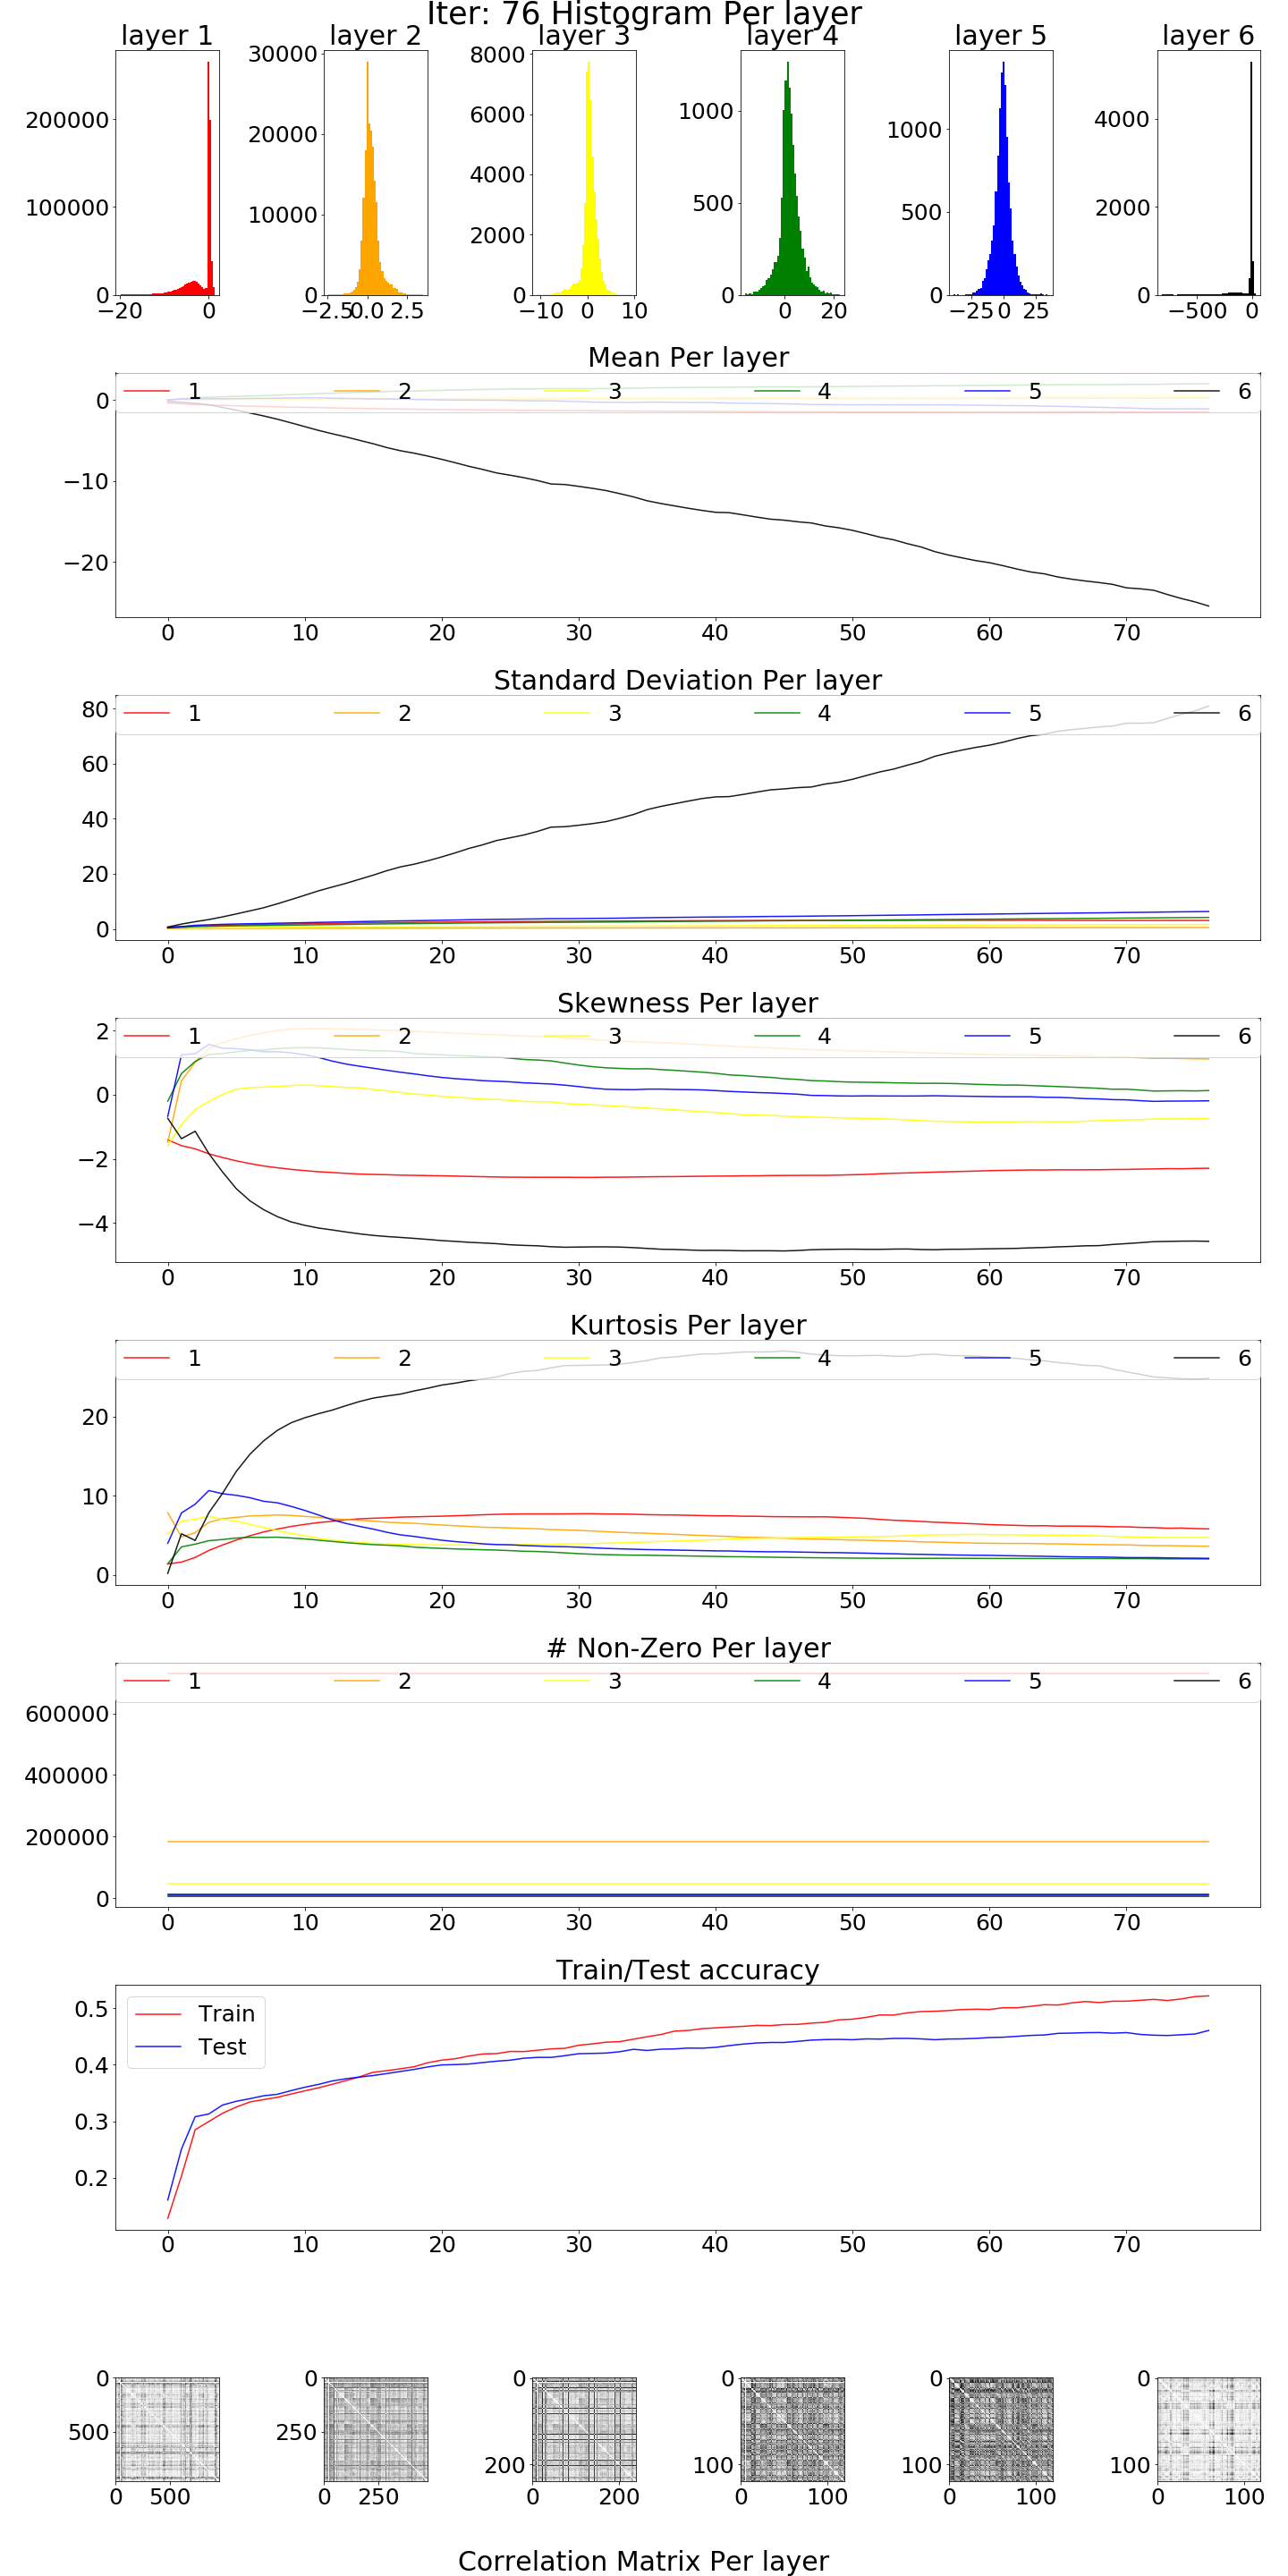 Iter: 76 Histogram Per layer
layer 1 layer 2 layer 3 layer 4 layer 5 layer 6
200000 100000 0 −20 0
30000 20000 10000 0 −2.5 0.0 2.5
8000 6000 4000 2000 0 −10 0 10
1000 500 0 0 20
1000 500 0 −25 0 25
4000 2000 0 −500 0
Mean Per layer
1 2 3 4 5 6
0
−10
−20
0 10 20 30 40 50 60 70
Standard Deviation Per layer
1 2 3 4 5 6
80
60
40
20
0
0 10 20 30 40 50 60 70
Skewness Per layer
1 2 3 4 5 6
2
0
−2
−4
0 10 20 30 40 50 60 70
Kurtosis Per layer
1 2 3 4 5 6
20
10
0
0 10 20 30 40 50 60 70
# Non-Zero Per layer
1 2 3 4 5 6
600000
400000
200000
0
0 10 20 30 40 50 60 70
Train/Test accuracy
Train
Test
0.5
0.4
0.3
0.2
0 10 20 30 40 50 60 70
0 500 0 500
0 250 0 250
0 200 0 200
0 100 0 100
0 100 0 100
0 100 0 100
Correlation Matrix Per layer